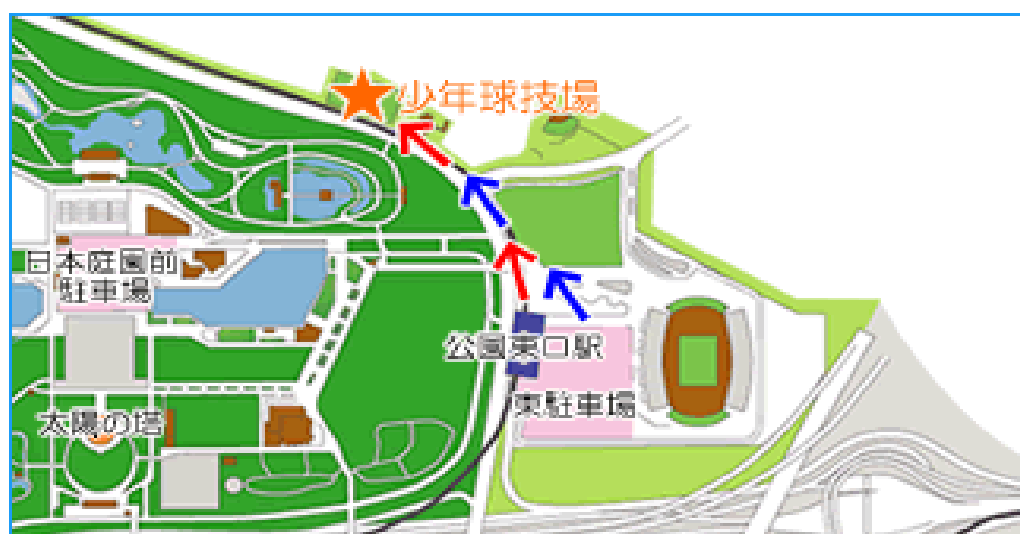 少年球技場
日本庭園前
駐車場
公園東口駅
東駐車場
太陽の塔